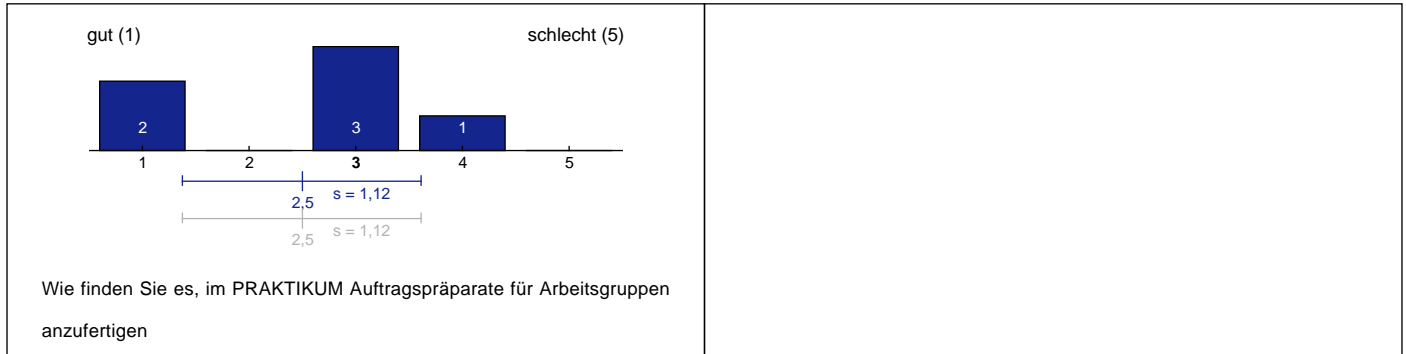 gut (1) schlecht (5)
2 3 1
1 2 3 4 5
2,5 s = 1,12
2,5 s = 1,12
Wie finden Sie es, im PRAKTIKUM Auftragspräparate für Arbeitsgruppen
anzufertigen